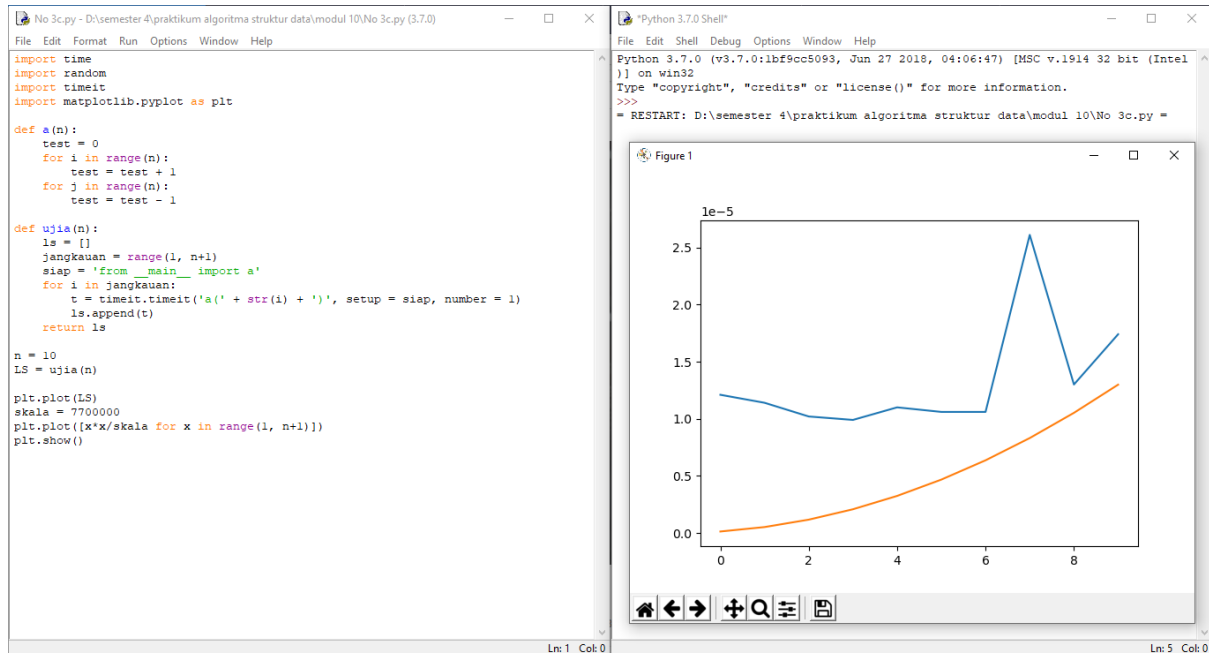 No 3c.py - D:\semester 4\praktikum algoritma struktur data\modul 10\No 3c.py (3.7.0)
File Edit Format Run Options Window Help
import time
import random
import timeit
import matplotlib.pyplot as plt

def a(n):
    test = 0
    for i in range(n):
        test = test + 1
    for j in range(n):
        test = test - 1

def ujia(n):
    ls = []
    jangkauan = range(1, n+1)
    siap = 'from __main__ import a'
    for i in jangkauan:
        t = timeit.timeit('a(' + str(i) + ')', setup = siap, number = 1)
        ls.append(t)
    return ls

n = 10
LS = ujia(n)

plt.plot(LS)
skala = 7700000
plt.plot([x*x/skala for x in range(1, n+1)])
plt.show()
Ln: 1 Col: 0
*Python 3.7.0 Shell*
File Edit Shell Debug Options Window Help
Python 3.7.0 (v3.7.0:1bf9cc5093, Jun 27 2018, 04:06:47) [MSC v.1914 32 bit (Intel
)] on win32
Type "copyright", "credits" or "license()" for more information.
>>>
= RESTART: D:\semester 4\praktikum algoritma struktur data\modul 10\No 3c.py =
Figure 1
1e−5
2.5
2.0
1.5
1.0
0.5
0.0
0 2 4 6 8
Ln: 5 Col: 0